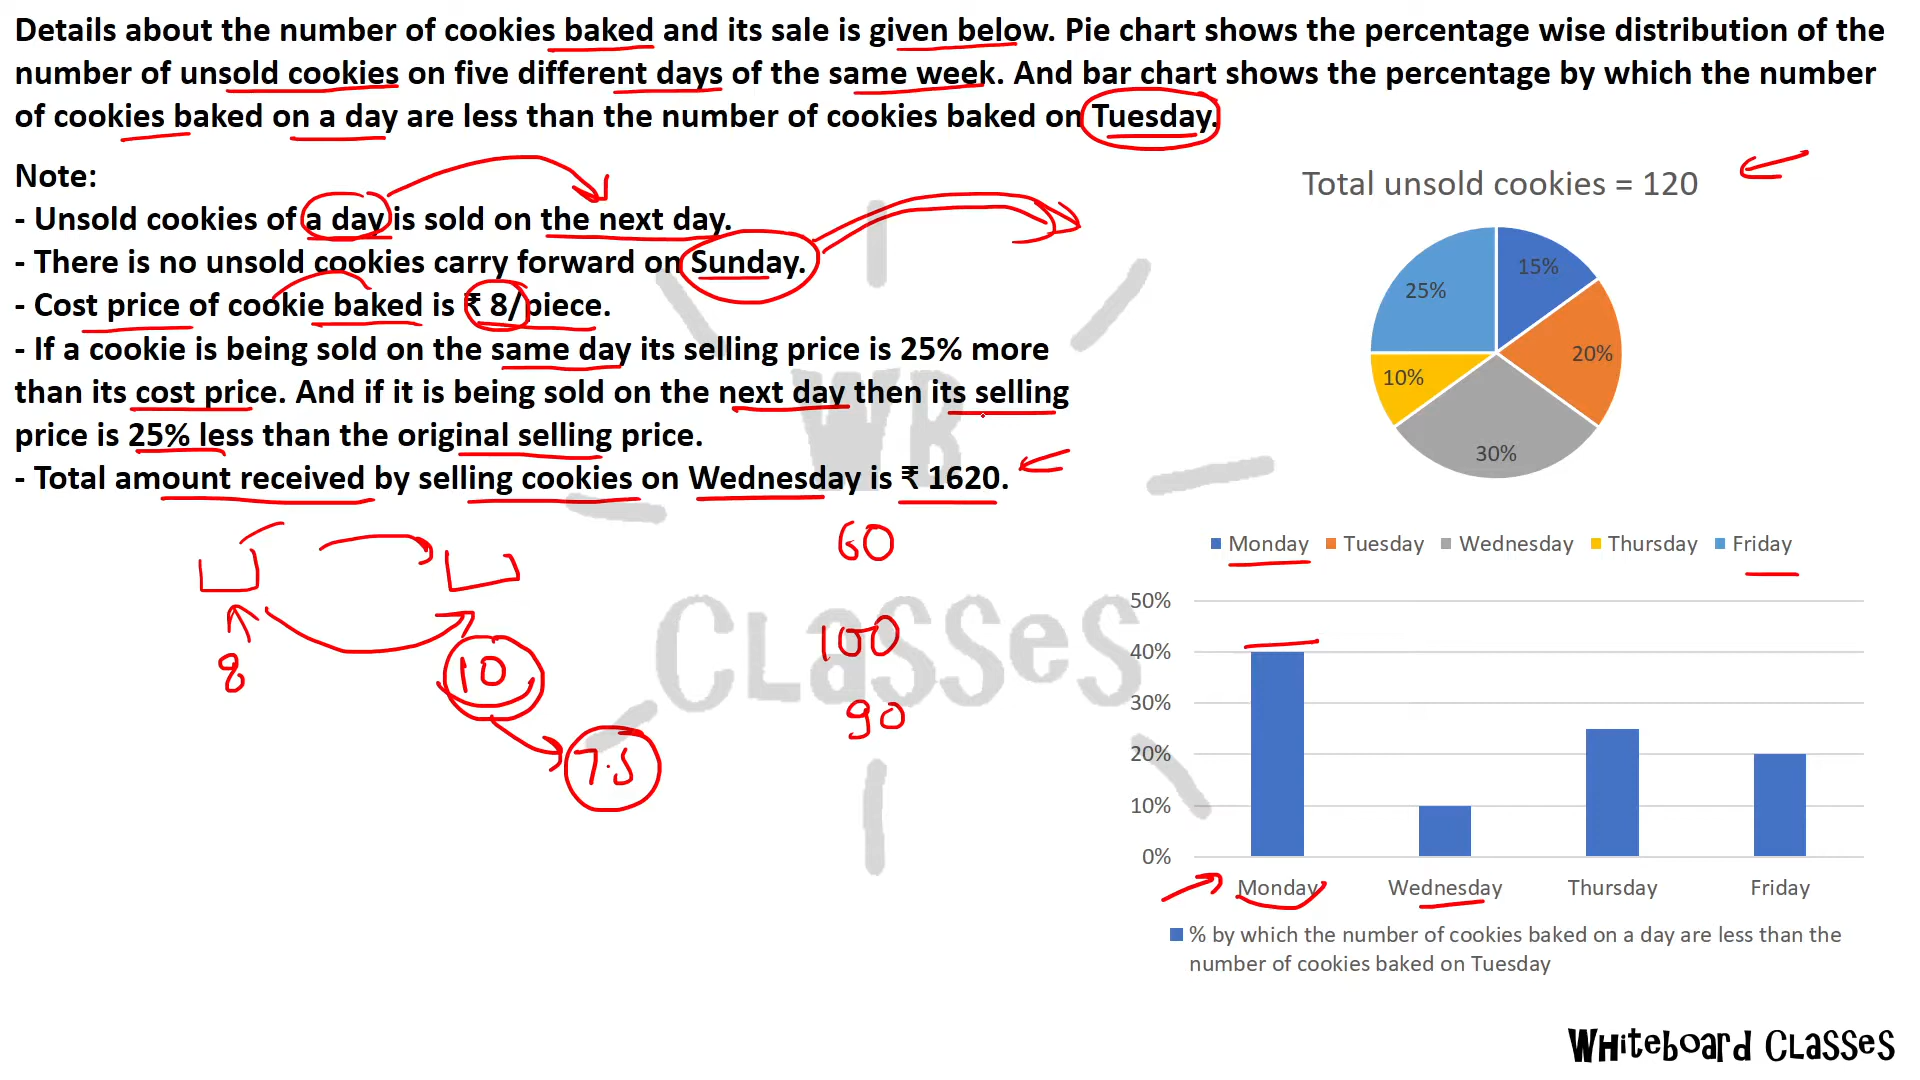 Details about the number of cookies baked and its sale is given below. Pie chart shows the percentage wise distribution of the
number of unsold cookies on five different days of the same week. And bar chart shows the percentage by which the number
of cookies baked on a day are less than the number of cookies baked on Tuesday.
Note:
- Unsold cookies of a day is sold on the next day.
- There is no unsold cookies carry forward on Sunday.
- Cost price of cookie baked is ₹ 8/piece.
- If a cookie is being sold on the same day its selling price is 25% more
than its cost price. And if it is being sold on the next day then its selling
price is 25% less than the original selling price.
- Total amount received by selling cookies on Wednesday is ₹ 1620.
60
100
90
8
10
7.5
WB
Classes
Total unsold cookies = 120
15%
25%
20%
10%
30%
Monday Tuesday Wednesday Thursday Friday
50%
40%
30%
20%
10%
0%
Monday Wednesday Thursday Friday
% by which the number of cookies baked on a day are less than the
number of cookies baked on Tuesday
Whiteboard Classes